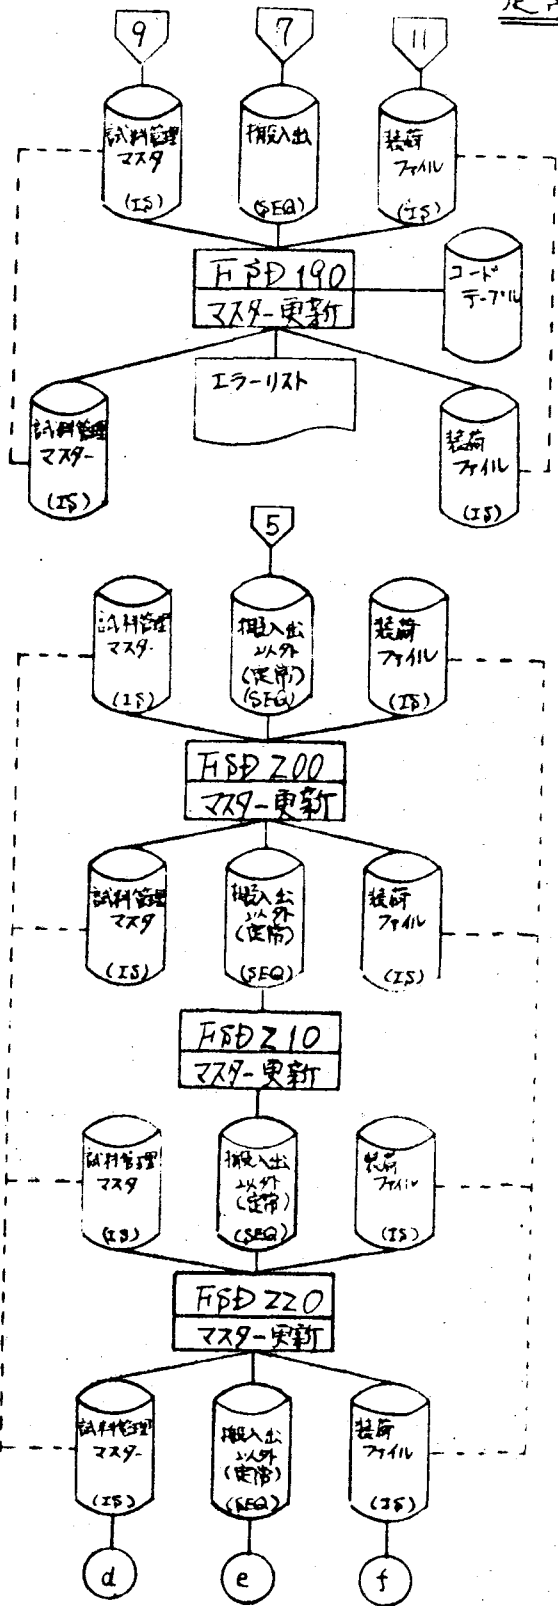 9 7 11
試料管理
マスタ
(IS)
搬入出
(SEQ)
装荷
ファイル
(IS)
FSD190
マスター更新
コード
テーブル
エラーリスト
試料管理
マスター
(IS)
装荷
ファイル
(IS)
5
試料管理
マスター
(IS)
搬入出
以外
(定常)
(SEQ)
装荷
ファイル
(IS)
FSD200
マスター更新
試料管理
マスタ
(IS)
搬入出
以外
(定常)
(SEQ)
装荷
ファイル
(IS)
FSD210
マスター更新
試料管理
マスタ
(IS)
搬入出
以外
(定常)
(SEQ)
装荷
ファイル
(IS)
FSD220
マスター更新
試料管理
マスター
(IS)
搬入出
以外
(定常)
(SEQ)
装荷
ファイル
(IS)
d e f